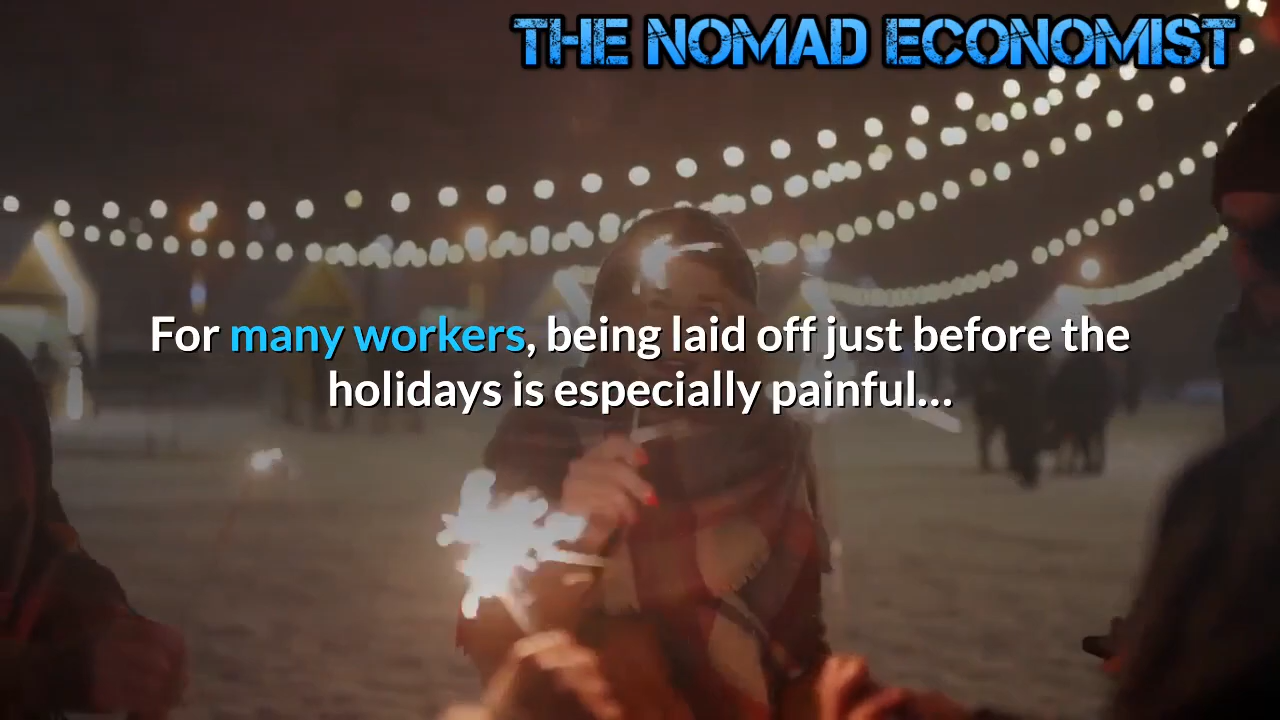 THE NOMAD ECONOMIST
For many workers, being laid off just before the
holidays is especially painful...